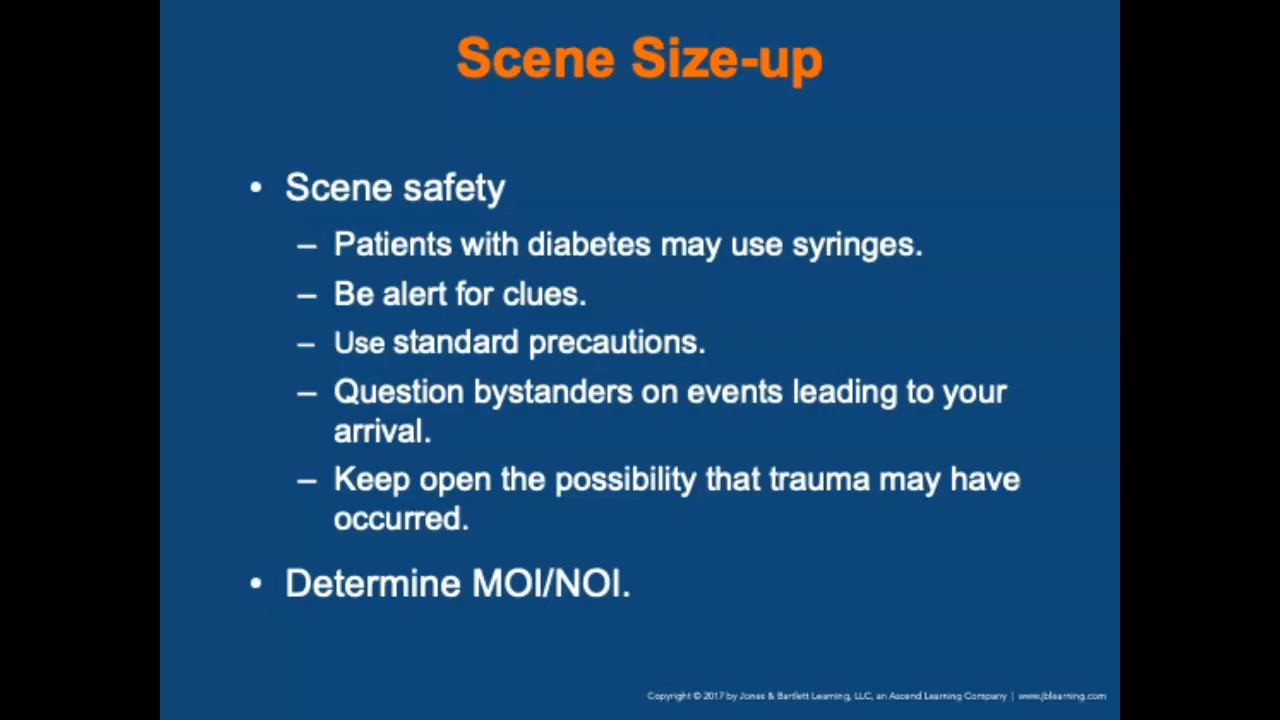 Scene Size-up
• Scene safety
– Patients with diabetes may use syringes.
– Be alert for clues.
– Use standard precautions.
– Question bystanders on events leading to your
arrival.
– Keep open the possibility that trauma may have
occurred.
• Determine MOI/NOI.
Copyright © 2017 by Jones & Bartlett Learning, LLC, an Ascend Learning Company | www.jblearning.com